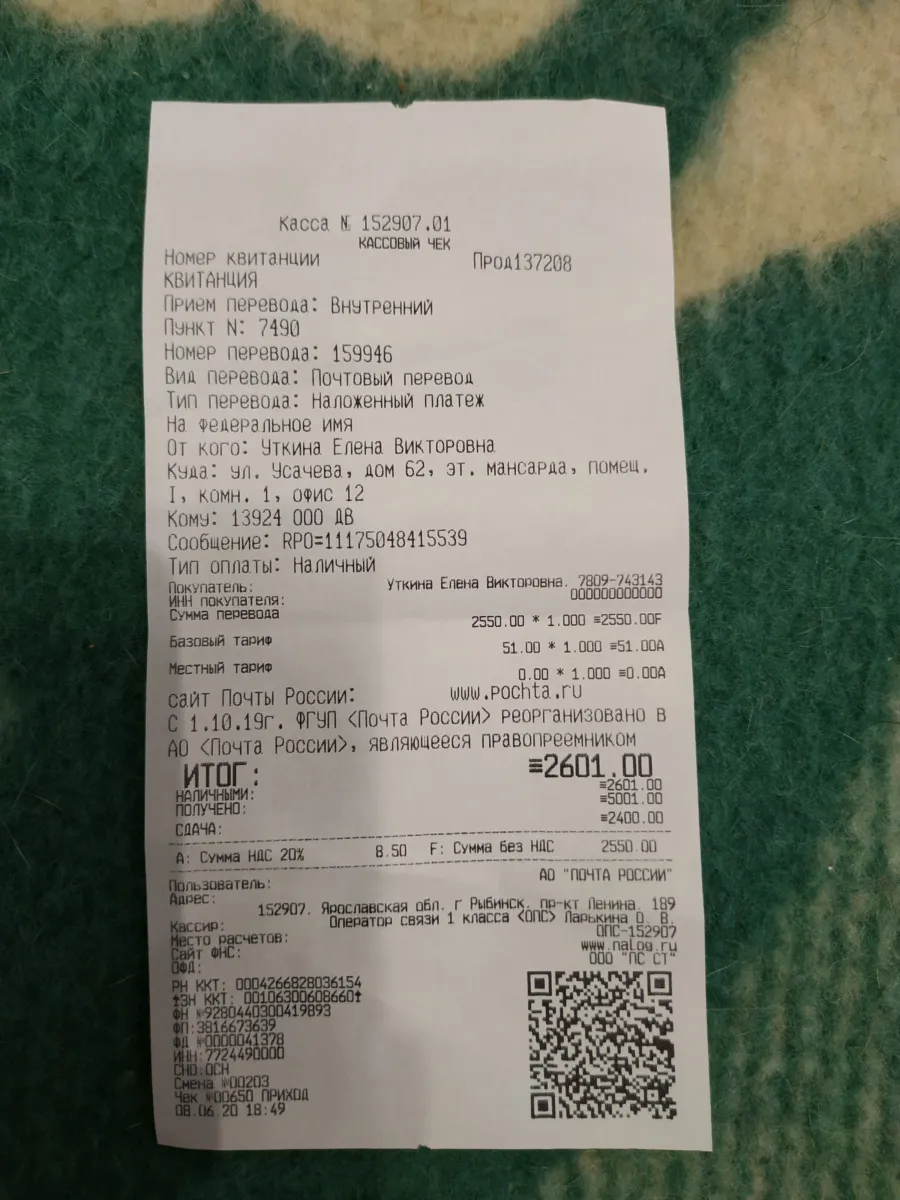 Касса № 152907.01
КАССОВЫЙ ЧЕК
Номер квитанции Прод137208
КВИТАНЦИЯ
Прием перевода: Внутренний
Пункт N: 7490
Номер перевода: 159946
Вид перевода: Почтовый перевод
Тип перевода: Наложенный платеж
На федеральное имя
От кого: Уткина Елена Викторовна
Куда: ул. Усачева, дом 62, эт. мансарда, помещ.
I, комн. 1, офис 12
Кому: 13924 000 ДВ
Сообщение: RPO=11175048415539
Тип оплаты: Наличный
Покупатель: Уткина Елена Викторовна. 7809-743143
ИНН покупателя: 000000000000
Сумма перевода
2550.00 * 1.000 ≡2550.00F
Базовый тариф
51.00 * 1.000 ≡51.00A
Местный тариф
0.00 * 1.000 ≡0.00A
сайт Почты России: www.pochta.ru
С 1.10.19г. ФГУП <Почта России> реорганизовано в
АО <Почта России>, являющееся правопреемником
ИТОГ: ≡2601.00
НАЛИЧНЫМИ: ≡2601.00
ПОЛУЧЕНО: ≡5001.00
СДАЧА: ≡2400.00
А: Сумма НДС 20% 8.50 F: Сумма без НДС 2550.00
Пользователь: АО "ПОЧТА РОССИИ"
Адрес:
152907. Ярославская обл. г Рыбинск. пр-кт Ленина. 189
Кассир: Оператор связи 1 класса <ОПС> Ларькина О. В.
Место расчетов: ОПС-152907
Сайт ФНС: www.nalog.ru
ОФД: ООО "ПС СТ"
РН ККТ: 0004266828036154
↑ЗН ККТ: 00106300608660↑
ФН №9280440300419893
ФП:3816673639
ФД №0000041378
ИНН:7724490000
СНО:ОСН
Смена №00203
Чек №00650 ПРИХОД
08.06.20 18:49